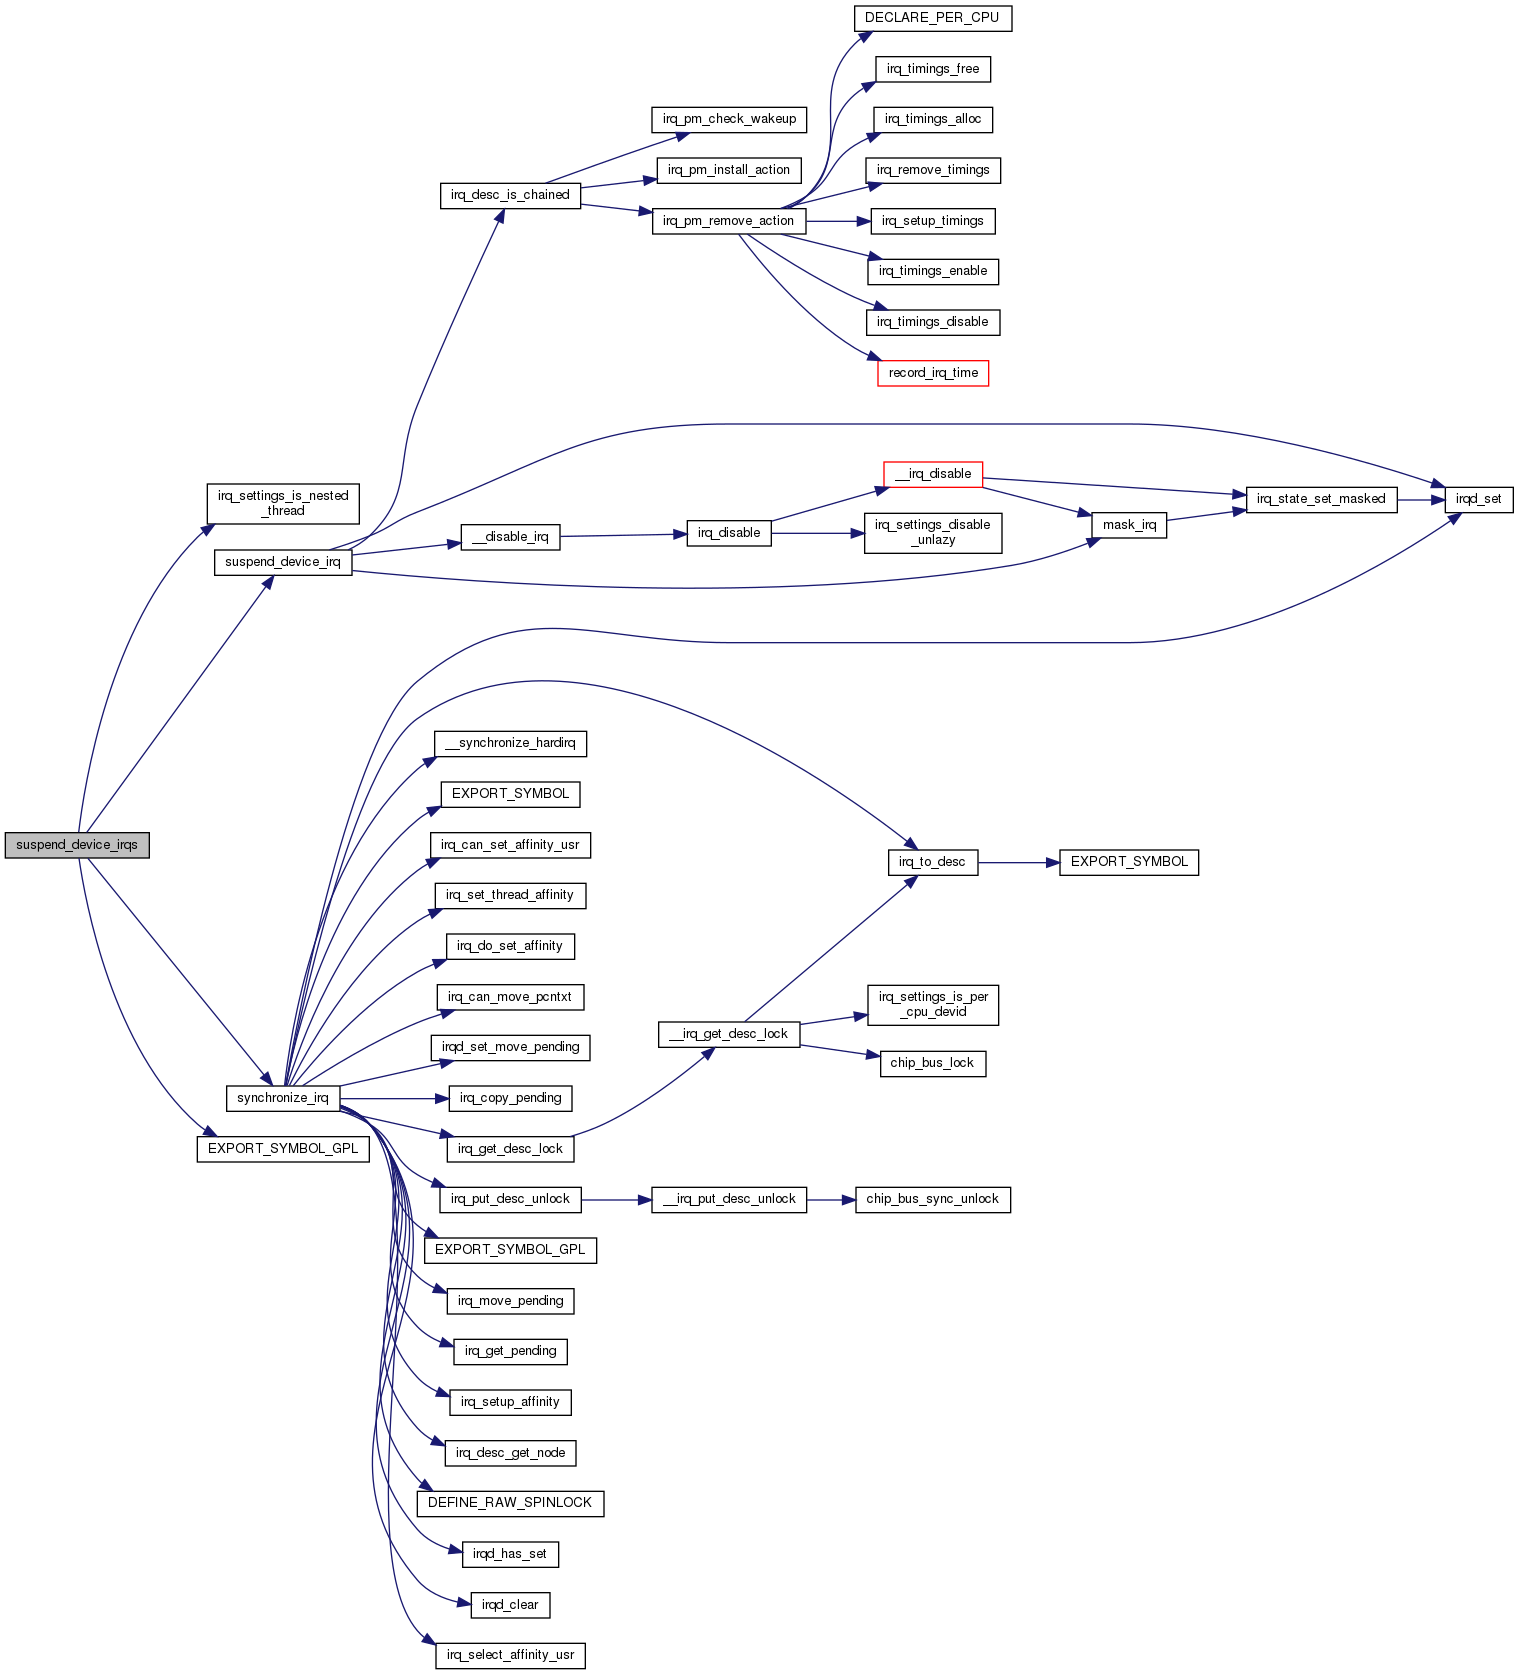 DECLARE_PER_CPU
irq_timings_free
irq_pm_check_wakeup
irq_timings_alloc
irq_pm_install_action
irq_remove_timings
irq_desc_is_chained
irq_pm_remove_action
irq_setup_timings
irq_timings_enable
irq_timings_disable
record_irq_time
__irq_disable
irq_settings_is_nested
_thread
irq_state_set_masked
irqd_set
irq_settings_disable
_unlazy
mask_irq
__disable_irq
irq_disable
suspend_device_irq
__synchronize_hardirq
EXPORT_SYMBOL
suspend_device_irqs
irq_can_set_affinity_usr
irq_to_desc
EXPORT_SYMBOL
irq_set_thread_affinity
irq_do_set_affinity
irq_can_move_pcntxt
irq_settings_is_per
_cpu_devid
__irq_get_desc_lock
irqd_set_move_pending
chip_bus_lock
synchronize_irq
irq_copy_pending
EXPORT_SYMBOL_GPL
irq_get_desc_lock
irq_put_desc_unlock
__irq_put_desc_unlock
chip_bus_sync_unlock
EXPORT_SYMBOL_GPL
irq_move_pending
irq_get_pending
irq_setup_affinity
irq_desc_get_node
DEFINE_RAW_SPINLOCK
irqd_has_set
irqd_clear
irq_select_affinity_usr